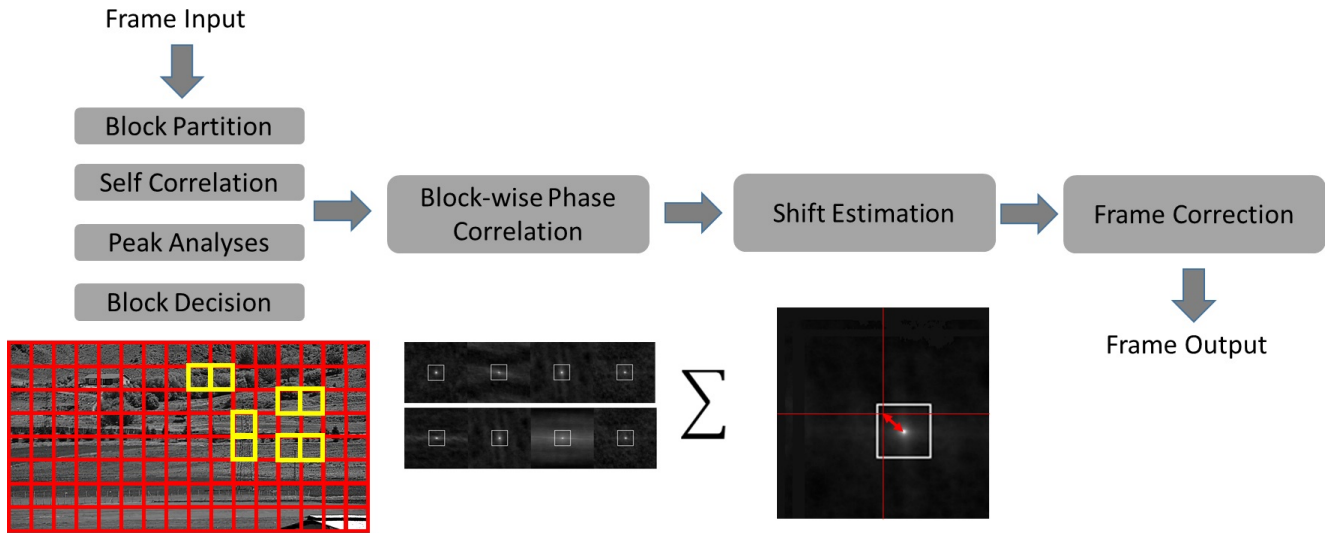 Frame Input
Block Partition
Self Correlation
Peak Analyses
Block Decision
Block-wise Phase
Correlation
Shift Estimation
Frame Correction
Frame Output
∑